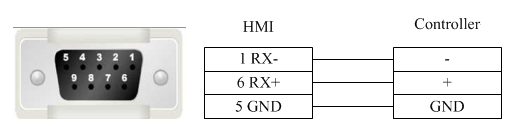 HMI
Controller
5 4 3 2 1
9 8 7 6
1 RX-
-
6 RX+
+
5 GND
GND